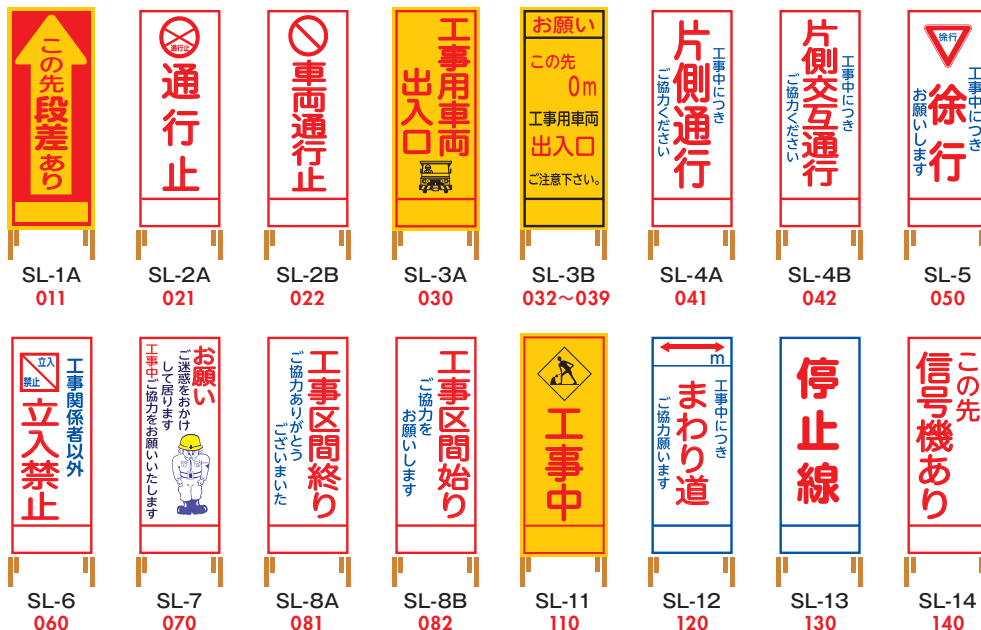 この先段差あり
SL-1A
011
通行止
通行止
SL-2A
021
車両通行止
SL-2B
022
工事用車両
出入口
SL-3A
030
お願い
この先
0m
工事用車両
出入口
ご注意下さい。
SL-3B
032～039
工事中につき
片側通行
ご協力ください
SL-4A
041
工事中につき
片側交互通行
ご協力ください
SL-4B
042
徐行
工事中につき
徐行
お願いします
SL-5
050
立入
禁止
工事関係者以外
立入禁止
SL-6
060
お願い
ご迷惑をおかけ
して居ります
工事中ご協力をお願いいたします
SL-7
070
工事区間終り
ご協力ありがとう
ございまいた
SL-8A
081
工事区間始り
ご協力を
お願いします
SL-8B
082
工事中
SL-11
110
m
工事中につき
まわり道
ご協力願います
SL-12
120
停止線
SL-13
130
この先
信号機あり
SL-14
140